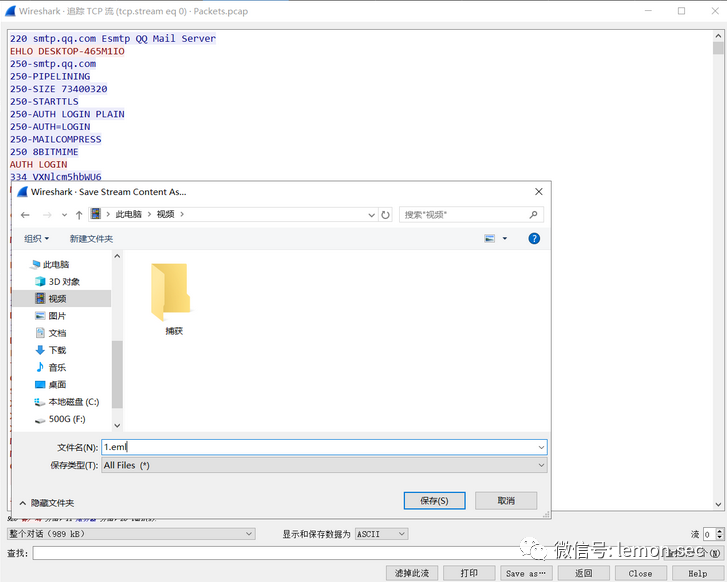 Wireshark · 追踪 TCP 流 (tcp.stream eq 0) · Packets.pcap
220 smtp.qq.com Esmtp QQ Mail Server
EHLO DESKTOP-465M1IO
250-smtp.qq.com
250-PIPELINING
250-SIZE 73400320
250-STARTTLS
250-AUTH LOGIN PLAIN
250-AUTH=LOGIN
250-MAILCOMPRESS
250 8BITMIME
AUTH LOGIN
334 VXNlcm5hbWU6
Wireshark · Save Stream Content As...
此电脑 › 视频 ›
搜索"视频"
组织 新建文件夹
此电脑
3D 对象
视频
图片
文档
下载
音乐
桌面
本地磁盘 (C:)
500G (F:)
捕获
文件名(N): 1.eml
保存类型(T): All Files (*)
隐藏文件夹
保存(S) 取消
整个对话 (989 kB) 显示和保存数据为 ASCII 流 0
查找:
微信号: lemon-sec
滤掉此流 打印 Save as… 返回 Close Help